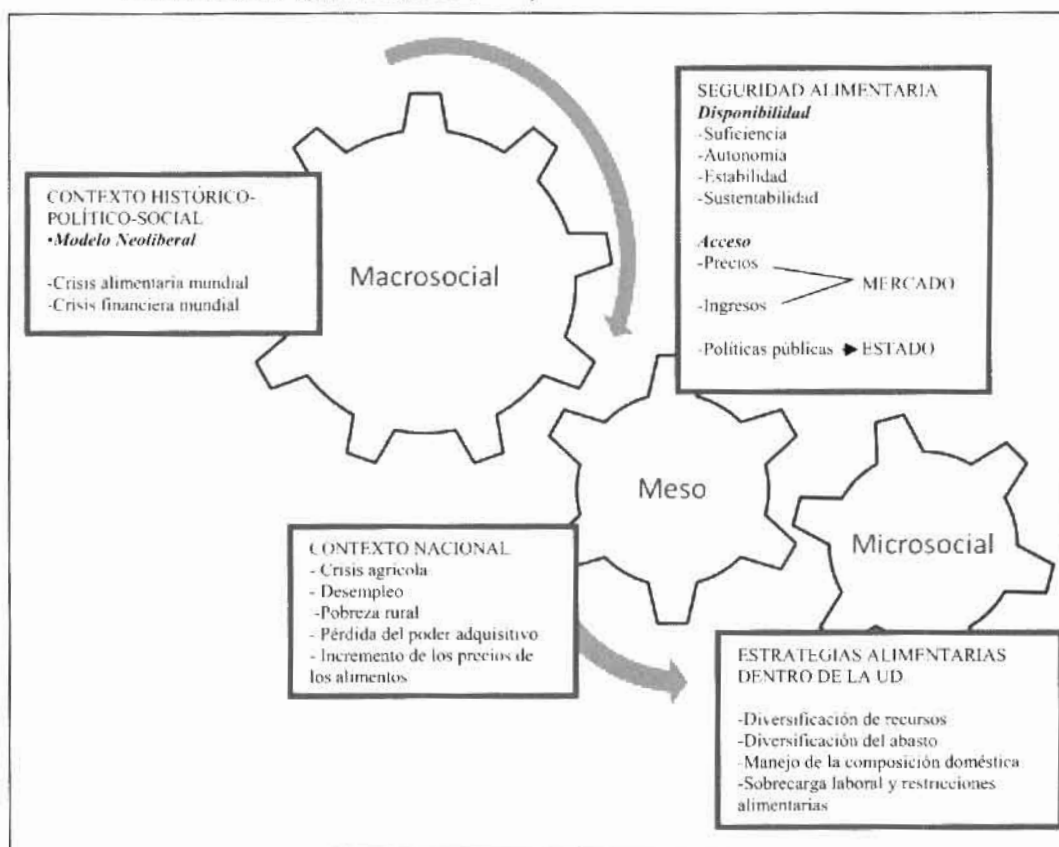 CONTEXTO HISTÓRICO-
POLÍTICO-SOCIAL
•Modelo Neoliberal
-Crisis alimentaria mundial
-Crisis financiera mundial
Macrosocial
SEGURIDAD ALIMENTARIA
Disponibilidad
-Suficiencia
-Autonomía
-Estabilidad
-Sustentabilidad
Acceso
-Precios
MERCADO
-Ingresos
-Políticas públicas ESTADO
Meso
Microsocial
CONTEXTO NACIONAL
- Crisis agrícola
- Desempleo
-Pobreza rural
- Pérdida del poder adquisitivo
- Incremento de los precios de
los alimentos
ESTRATEGIAS ALIMENTARIAS
DENTRO DE LA UD
-Diversificación de recursos
-Diversificación del abasto
-Manejo de la composición doméstica
-Sobrecarga laboral y restricciones
alimentarias